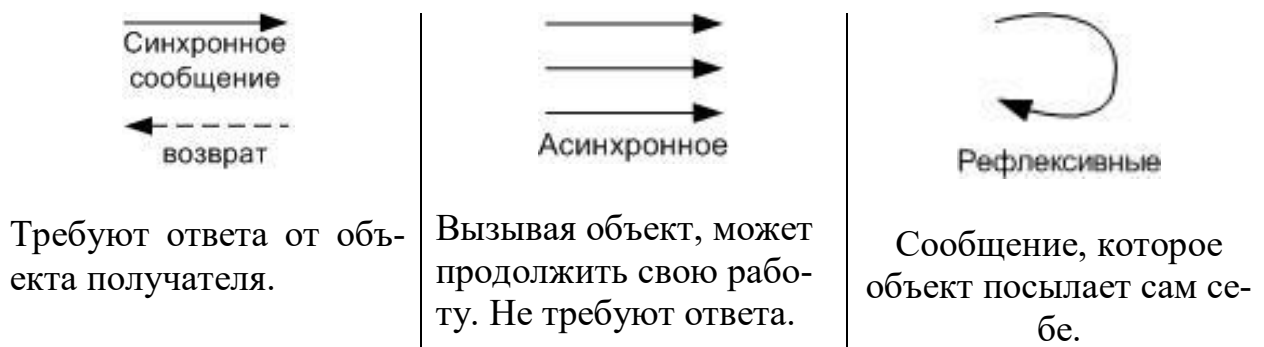 Синхронное
сообщение
возврат
Требуют ответа от объ-
екта получателя.
Асинхронное
Вызывая объект, может
продолжить свою рабо-
ту. Не требуют ответа.
Рефлексивные
Сообщение, которое
объект посылает сам се-
бе.